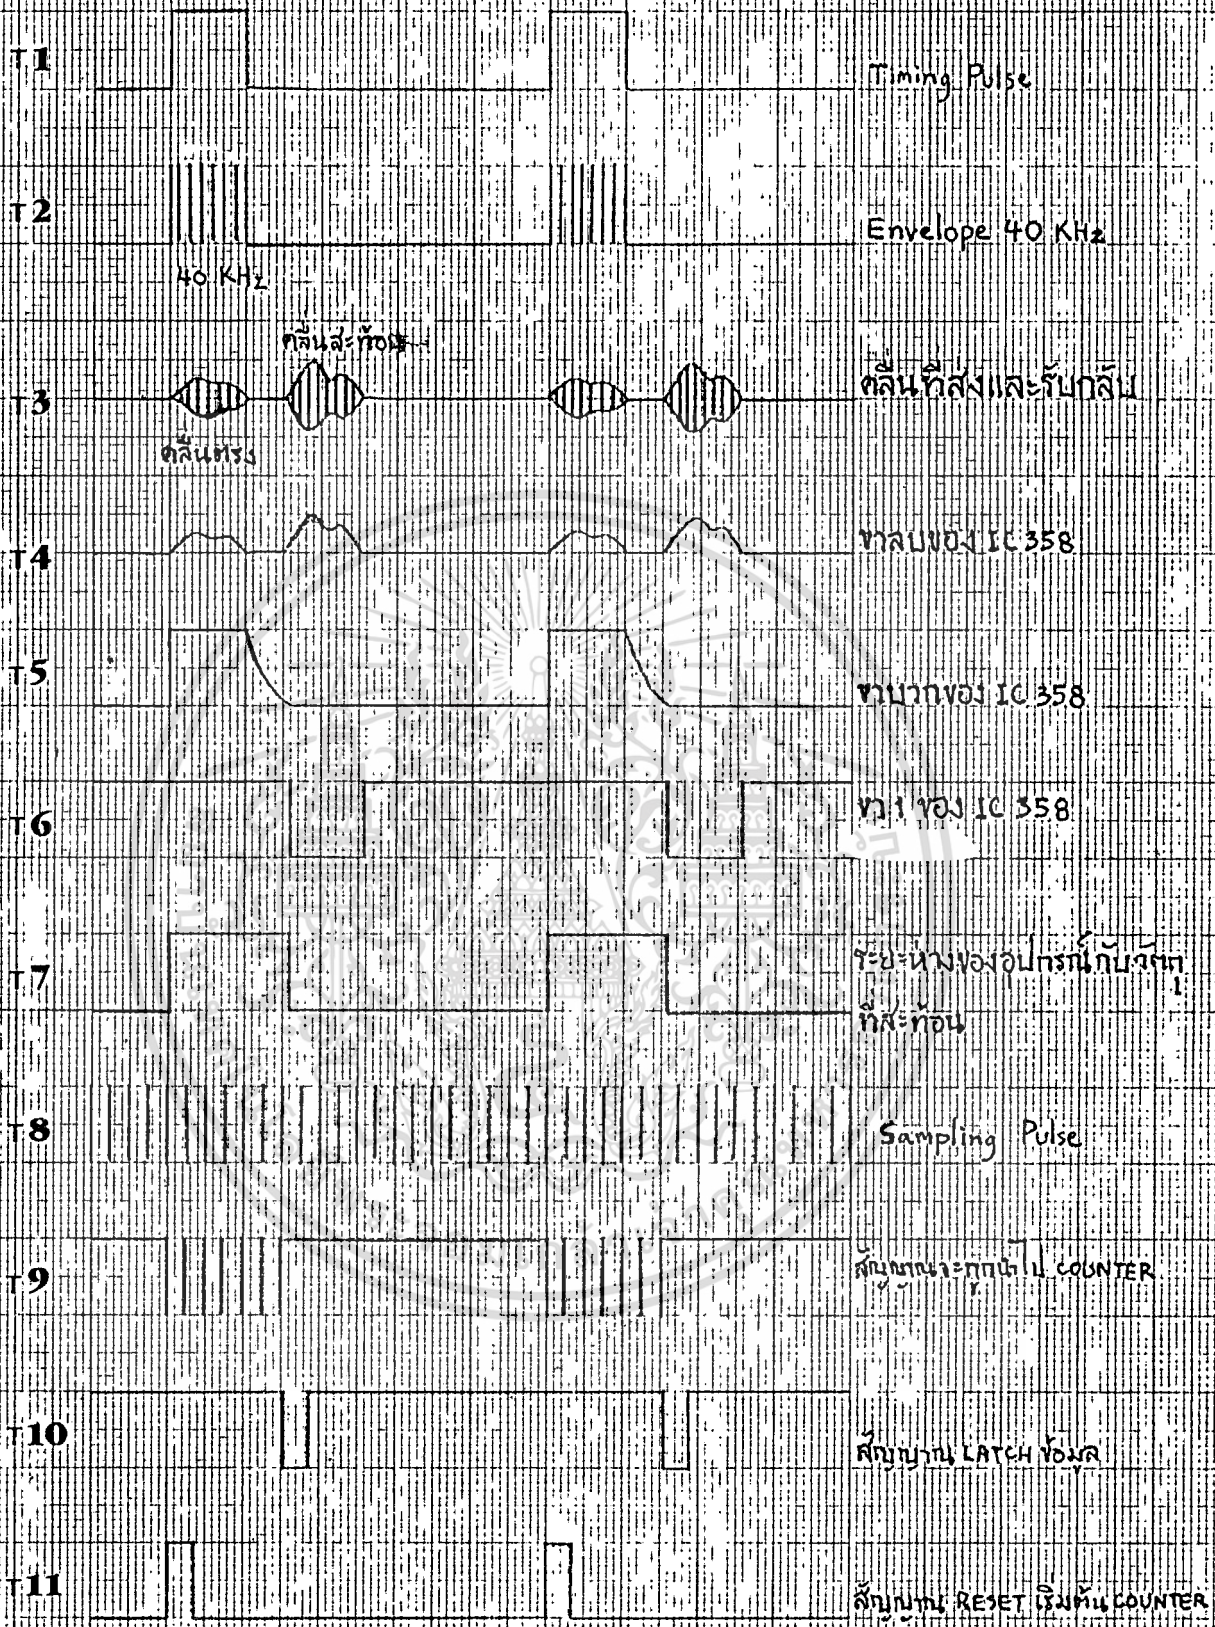 T1
Timing Pulse
T2
Envelope 40 KHz
40 KHz
คลื่นสะท้อน
T3
คลื่นที่ส่งและรับกลับ
คลื่นตรง
T4
ขาลบของ IC 358
T5
ขาบวกของ IC 358
T6
ขา 1 ของ IC 358
T7
ระยะห่างของอุปกรณ์กับวัตถุ
ที่สะท้อน
T8
Sampling Pulse
T9
สัญญาณจะถูกนำไป COUNTER
T10
สัญญาณ LATCH ข้อมูล
T11
สัญญาณ RESET เริ่มต้น COUNTER